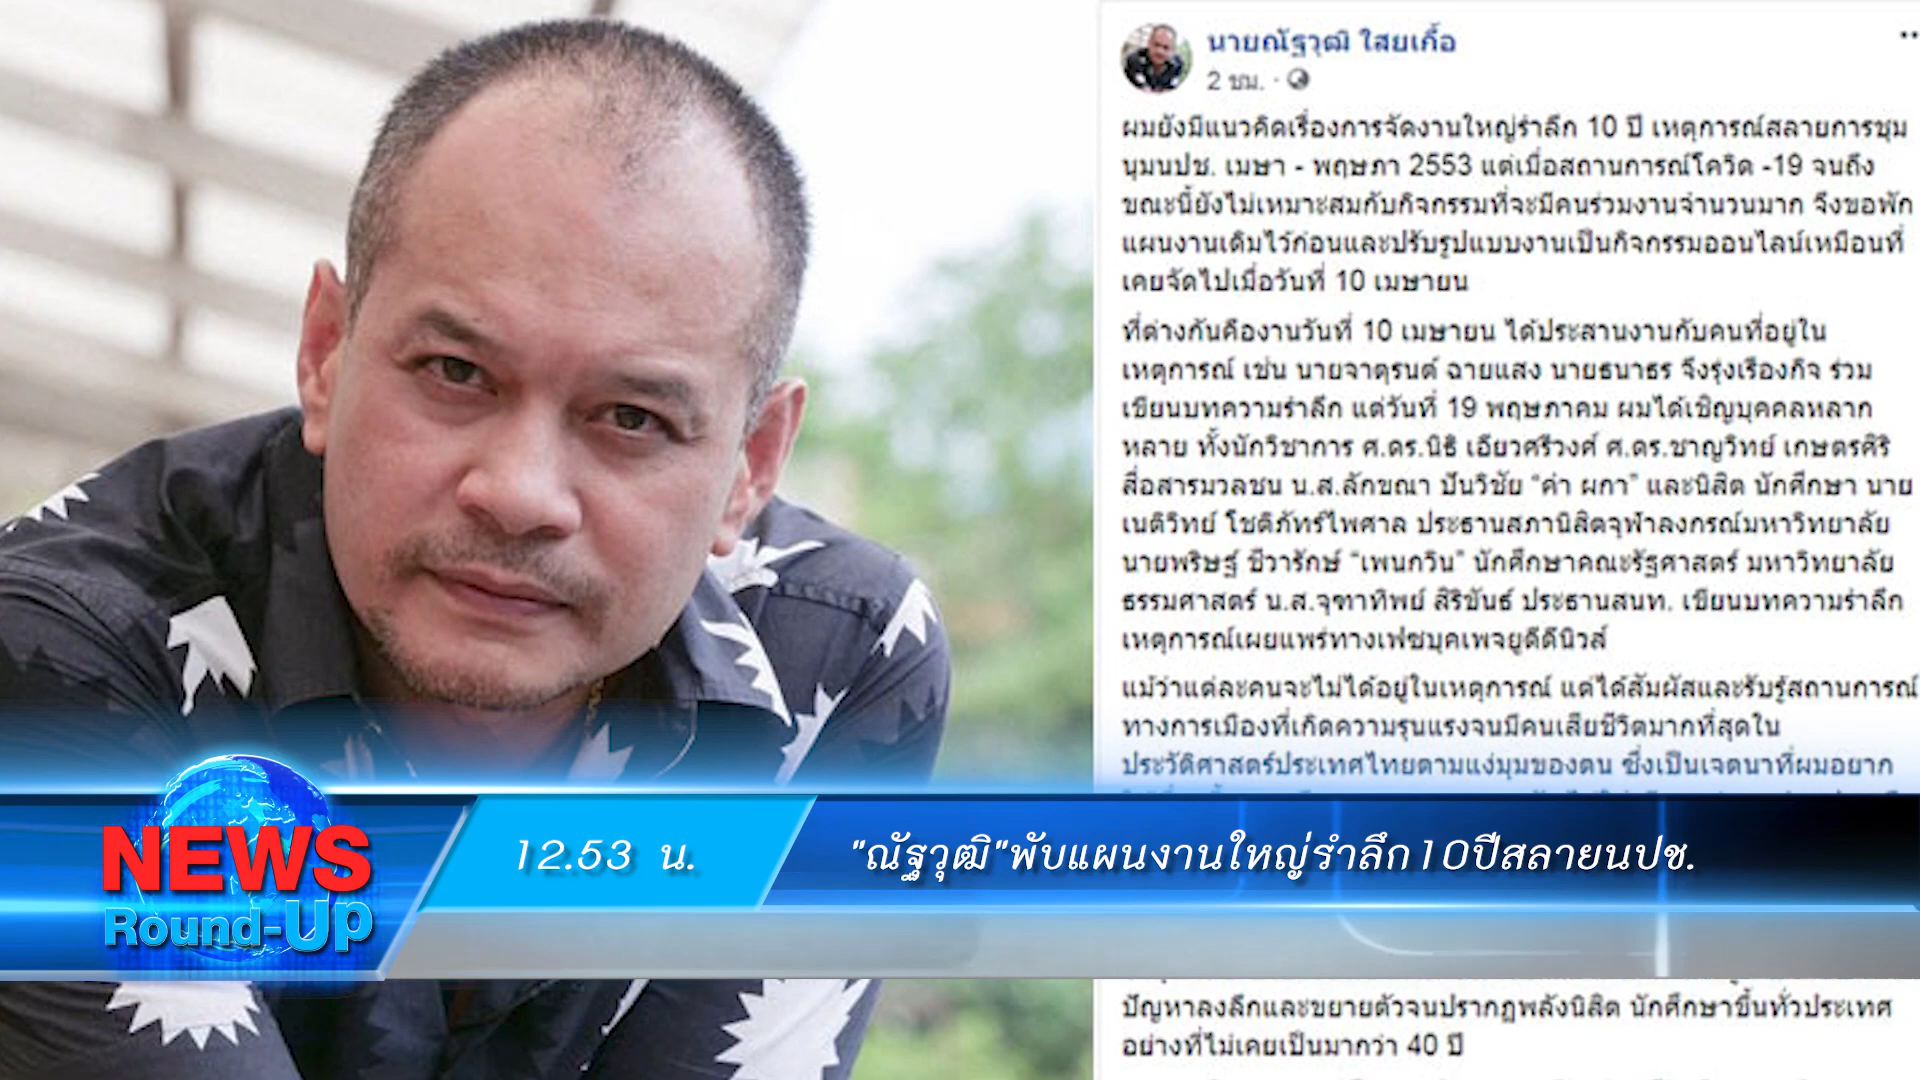 นายณัฐวุฒิ ใสยเกื้อ
2 ชม. ·
ผมยังมีแนวคิดเรื่องการจัดงานใหญ่รำลึก 10 ปี เหตุการณ์สลายการชุม
นุมนปช. เมษา - พฤษภา 2553 แต่เมื่อสถานการณ์โควิด -19 จนถึง
ขณะนี้ยังไม่เหมาะสมกับกิจกรรมที่จะมีคนร่วมงานจำนวนมาก จึงขอพัก
แผนงานเดิมไว้ก่อนและปรับรูปแบบงานเป็นกิจกรรมออนไลน์เหมือนที่
เคยจัดไปเมื่อวันที่ 10 เมษายน
ที่ต่างกันคืองานวันที่ 10 เมษายน ได้ประสานงานกับคนที่อยู่ใน
เหตุการณ์ เช่น นายจาตุรนต์ ฉายแสง นายธนาธร จึงรุ่งเรืองกิจ ร่วม
เขียนบทความรำลึก แต่วันที่ 19 พฤษภาคม ผมได้เชิญบุคคลหลาก
หลาย ทั้งนักวิชาการ ศ.ดร.นิธิ เอียวศรีวงศ์ ศ.ดร.ชาญวิทย์ เกษตรศิริ
สื่อสารมวลชน น.ส.ลักขณา ปันวิชัย “คำ ผกา” และนิสิต นักศึกษา นาย
เนติวิทย์ โชติภัทร์ไพศาล ประธานสภานิสิตจุฬาลงกรณ์มหาวิทยาลัย
นายพริษฐ์ ชีวารักษ์ “เพนกวิน” นักศึกษาคณะรัฐศาสตร์ มหาวิทยาลัย
ธรรมศาสตร์ น.ส.จุฑาทิพย์ สิริขันธ์ ประธานสนท. เขียนบทความรำลึก
เหตุการณ์เผยแพร่ทางเฟซบุคเพจยูดีดีนิวส์
แม้ว่าแต่ละคนจะไม่ได้อยู่ในเหตุการณ์ แต่ได้สัมผัสและรับรู้สถานการณ์
ทางการเมืองที่เกิดความรุนแรงจนมีคนเสียชีวิตมากที่สุดใน
ประวัติศาสตร์ประเทศไทยตามแง่มุมของตน ซึ่งเป็นเจตนาที่ผมอยาก
NEWS
Round-Up
12.53 น.
"ณัฐวุฒิ"พับแผนงานใหญ่รำลึก10ปีสลายนปช.
ปัญหาลงลึกและขยายตัวจนปรากฏพลังนิสิต นักศึกษาขึ้นทั่วประเทศ
อย่างที่ไม่เคยเป็นมากว่า 40 ปี